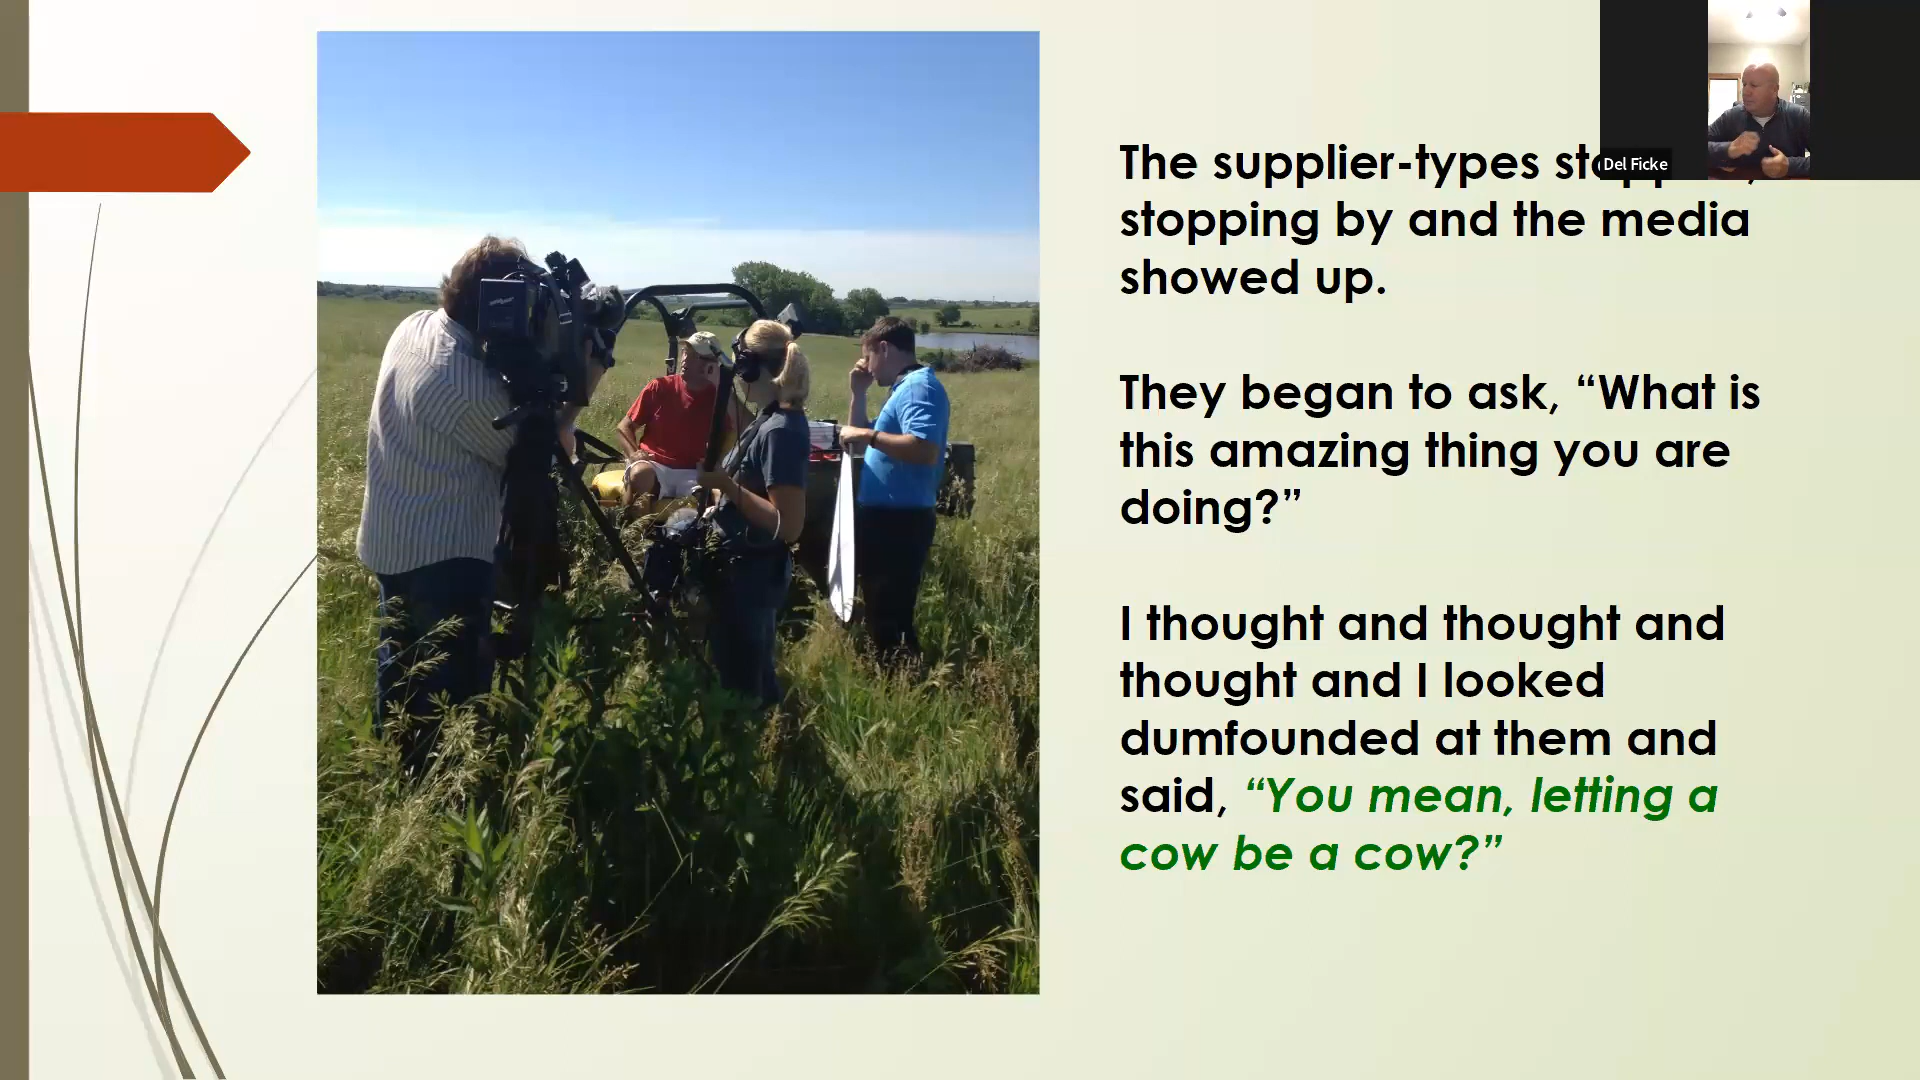 The supplier-types
stopping by and the media
showed up.
They began to ask, “What is
this amazing thing you are
doing?”
I thought and thought and
thought and I looked
dumfounded at them and
said, “You mean, letting a
cow be a cow?”
Del Ficke